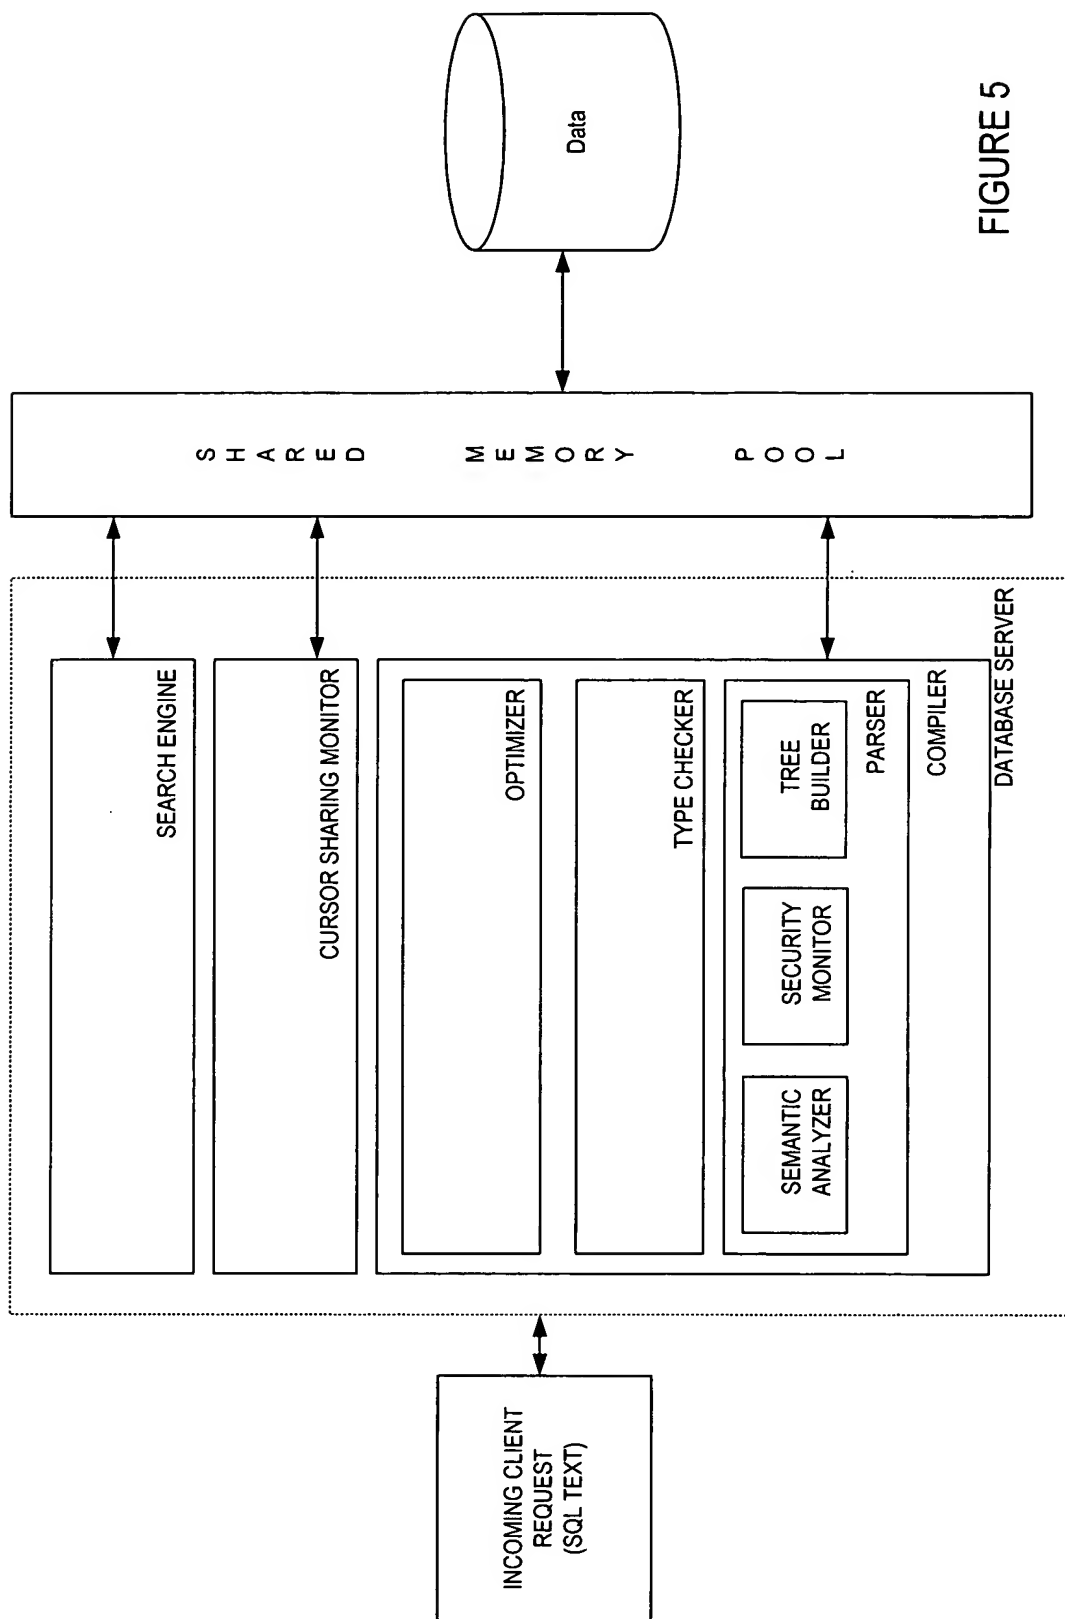 INCOMING CLIENT
REQUEST
(SQL TEXT)
SEARCH ENGINE
CURSOR SHARING MONITOR
OPTIMIZER
TYPE CHECKER
SEMANTIC
ANALYZER
SECURITY
MONITOR
TREE
BUILDER
PARSER
COMPILER
DATABASE SERVER
SHARED MEMORY POOL
Data
FIGURE 5